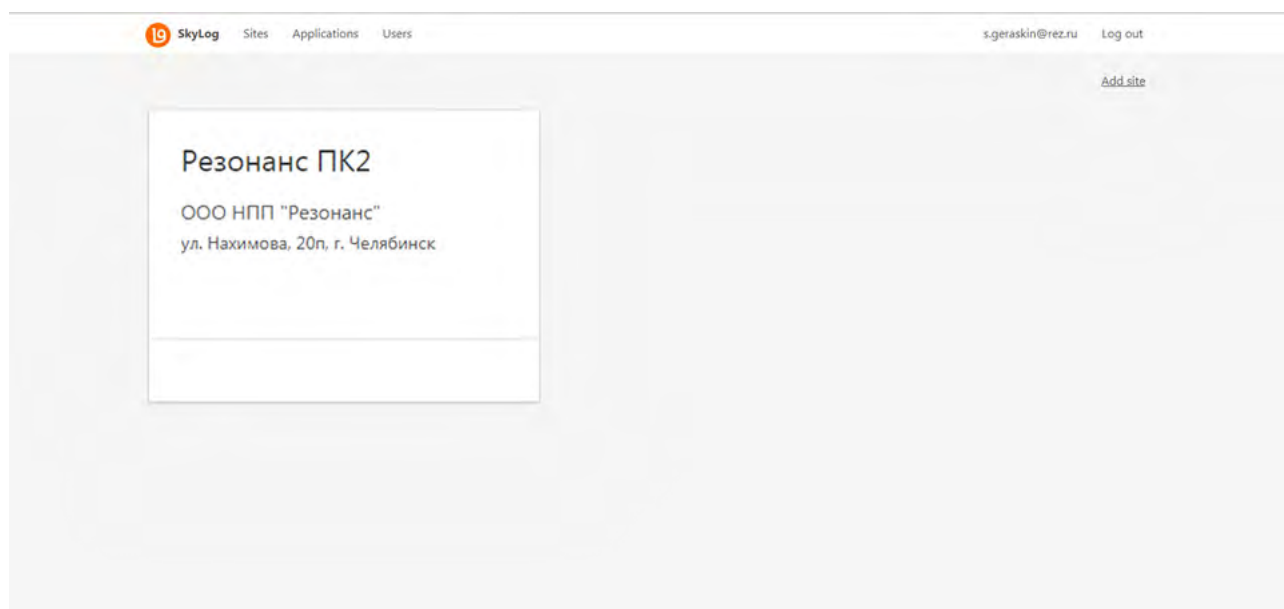 SkyLog Sites Applications Users s.geraskin@rez.ru Log out
Add site
Резонанс ПК2
ООО НПП "Резонанс"
ул. Нахимова, 20п, г. Челябинск